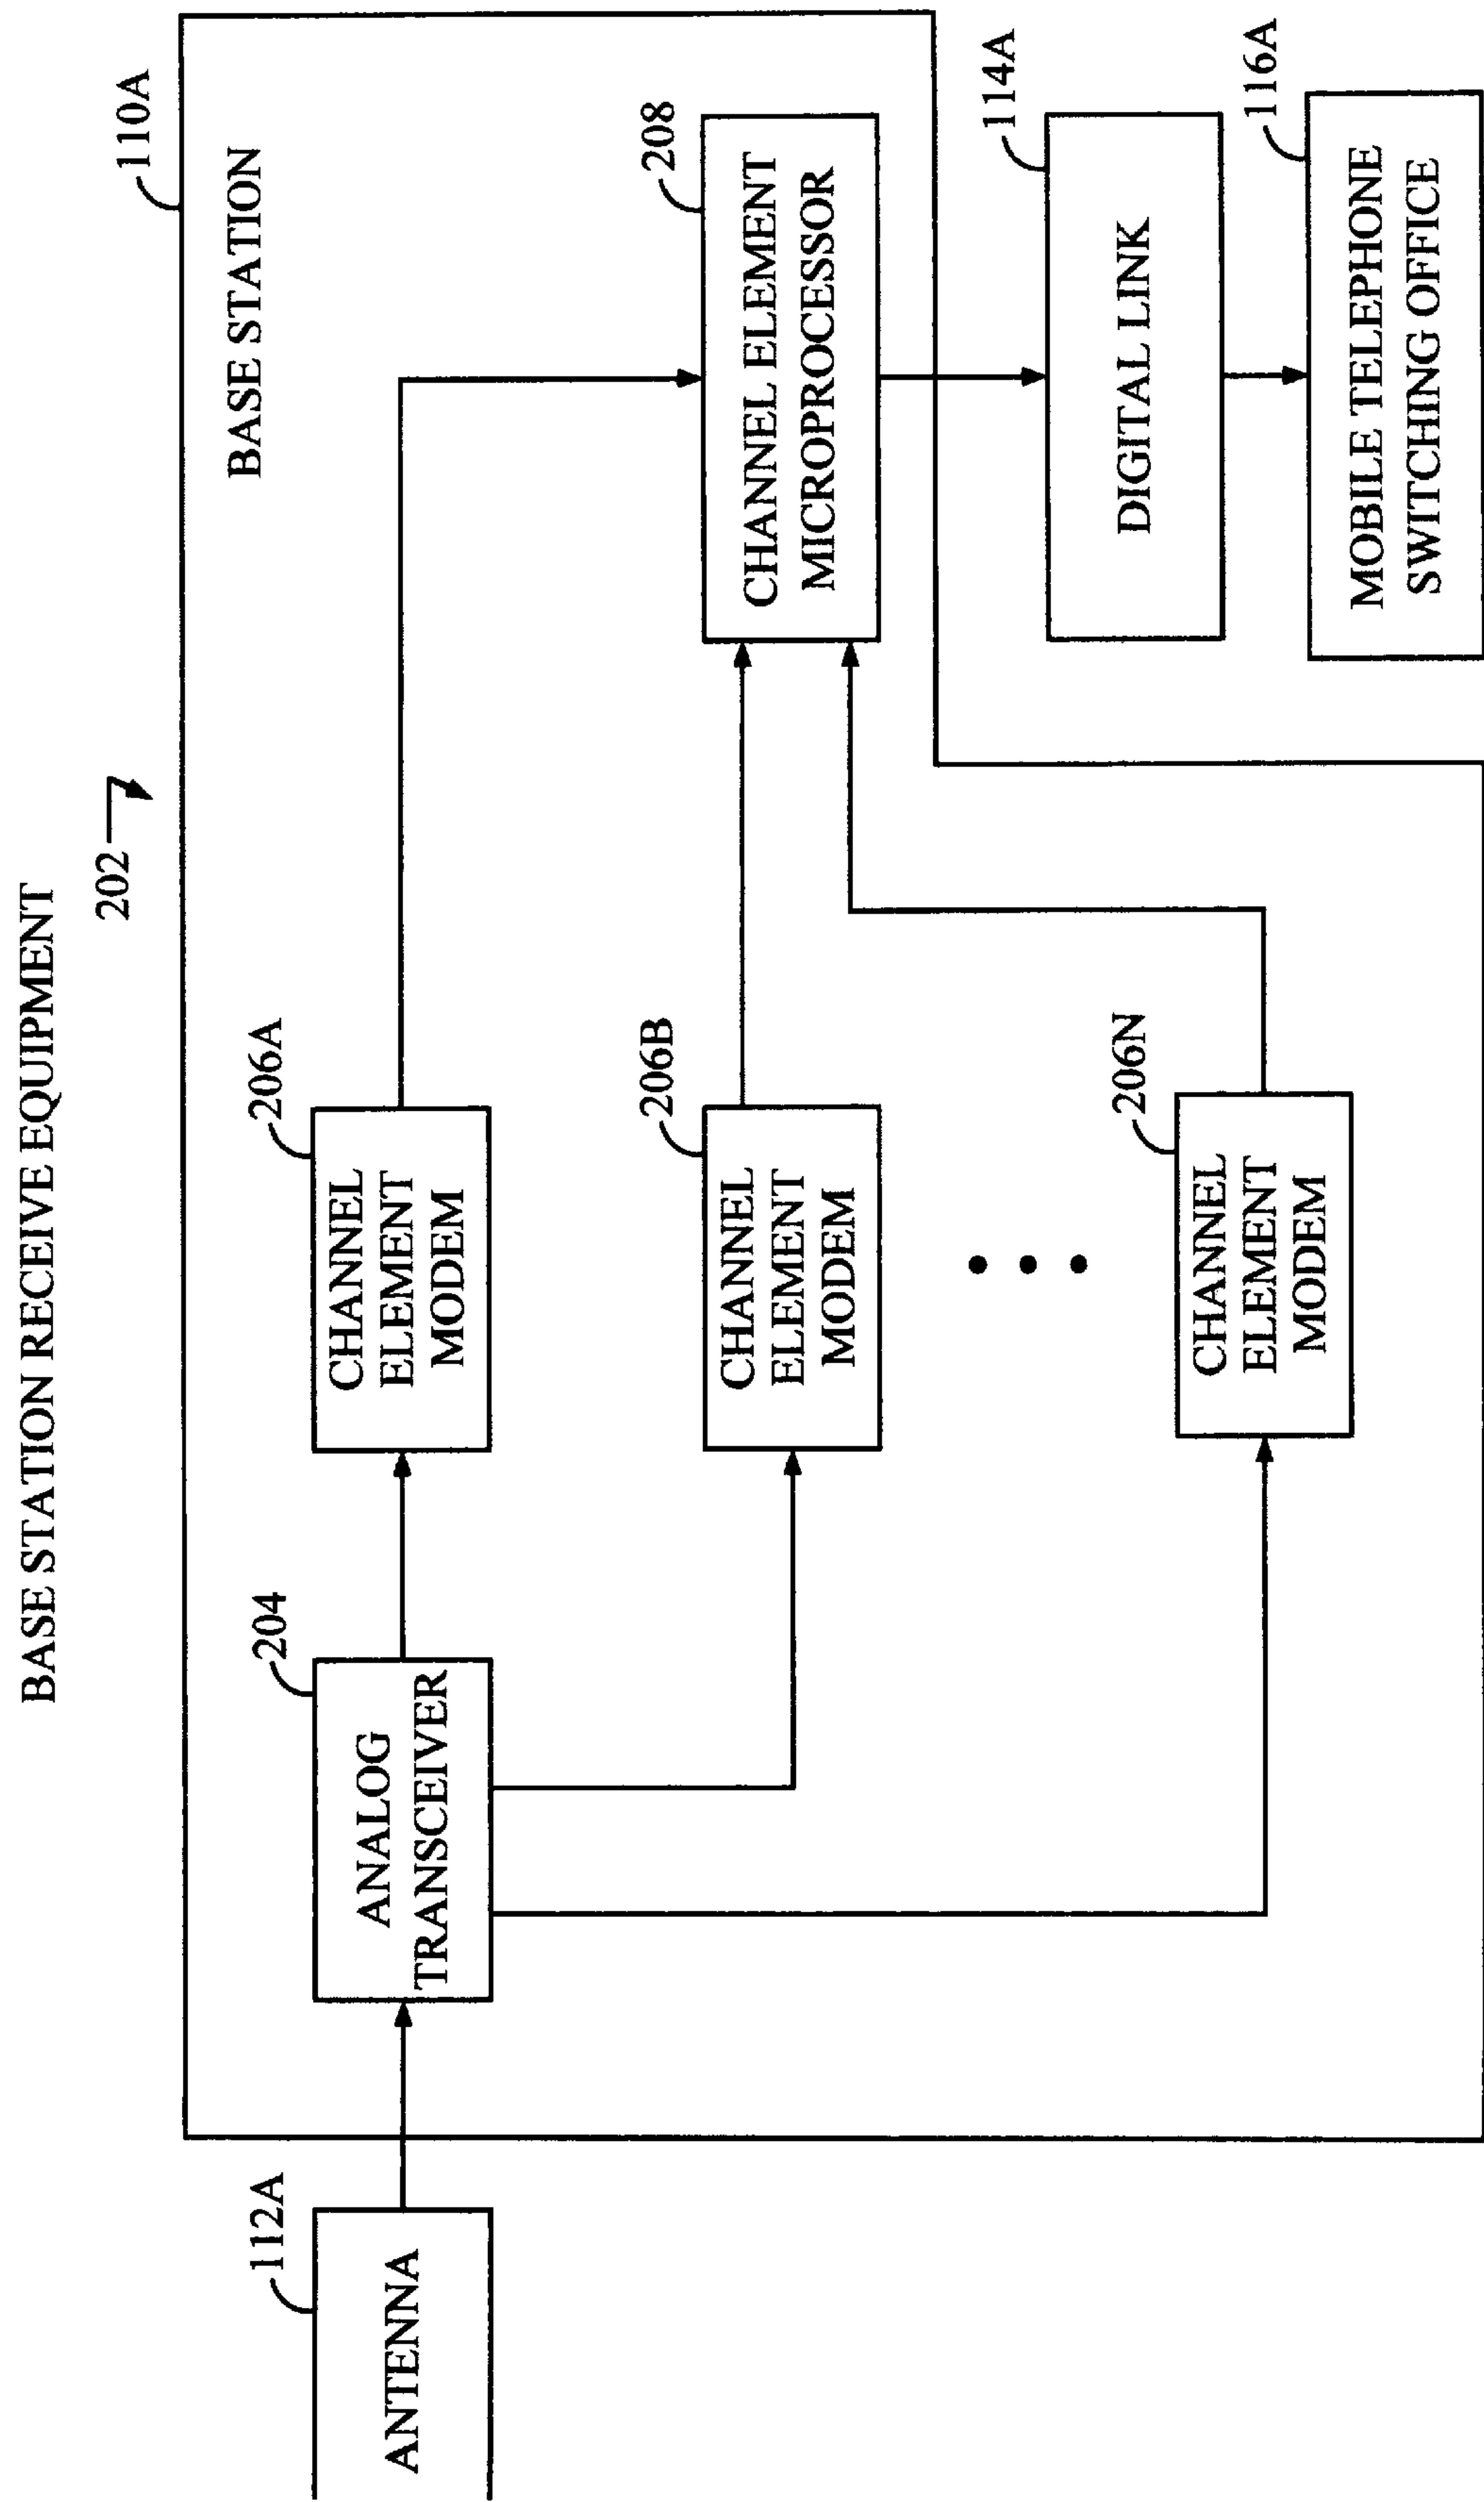 BASE STATION RECEIVE EQUIPMENT
202
110A
BASE STATION
112A
ANTENNA
204
ANALOG
TRANSCEIVER
206A
CHANNEL
ELEMENT
MODEM
206B
CHANNEL
ELEMENT
MODEM
206N
CHANNEL
ELEMENT
MODEM
208
CHANNEL ELEMENT
MICROPROCESSOR
114A
DIGITAL LINK
116A
MOBILE TELEPHONE
SWITCHING OFFICE